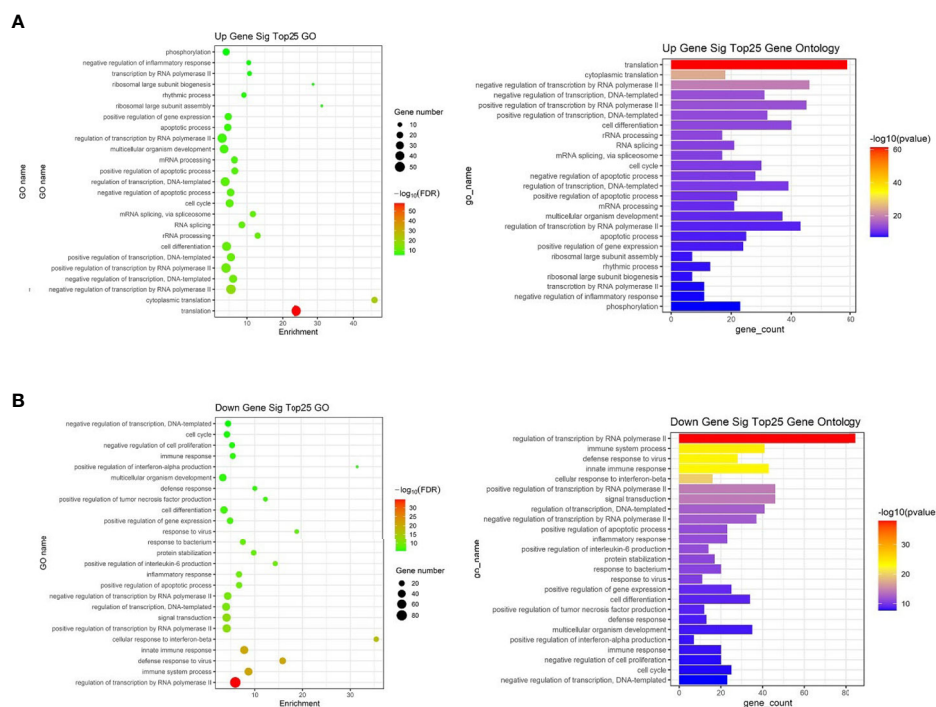 A
Up Gene Sig Top25 GO
GO name
GO name
phosphorylation
negative regulation of inflammatory response
transcription by RNA polymerase II
ribosomal large subunit biogenesis
rhythmic process
ribosomal large subunit assembly
positive regulation of gene expression
apoptotic process
regulation of transcription by RNA polymerase II
multicellular organism development
mRNA processing
positive regulation of apoptotic process
regulation of transcription, DNA-templated
negative regulation of apoptotic process
cell cycle
mRNA splicing, via spliceosome
RNA splicing
rRNA processing
cell differentiation
positive regulation of transcription, DNA-templated
positive regulation of transcription by RNA polymerase II
negative regulation of transcription, DNA-templated
negative regulation of transcription by RNA polymerase II
cytoplasmic translation
translation
10 20 30 40
Enrichment
Gene number
10
20
30
40
50
−log10(FDR)
50
40
30
20
10
Up Gene Sig Top25 Gene Ontology
go_name
translation
cytoplasmic translation
negative regulation of transcription by RNA polymerase II
negative regulation of transcription, DNA-templated
positive regulation of transcription by RNA polymerase II
positive regulation of transcription, DNA-templated
cell differentiation
rRNA processing
RNA splicing
mRNA splicing, via spliceosome
cell cycle
negative regulation of apoptotic process
regulation of transcription, DNA-templated
positive regulation of apoptotic process
mRNA processing
multicellular organism development
regulation of transcription by RNA polymerase II
apoptotic process
positive regulation of gene expression
ribosomal large subunit assembly
rhythmic process
ribosomal large subunit biogenesis
transcription by RNA polymerase II
negative regulation of inflammatory response
phosphorylation
0 20 40 60
gene_count
-log10(pvalue)
60
40
20
B
Down Gene Sig Top25 GO
GO name
negative regulation of transcription, DNA-templated
cell cycle
negative regulation of cell proliferation
immune response
positive regulation of interferon-alpha production
multicellular organism development
defense response
positive regulation of tumor necrosis factor production
cell differentiation
positive regulation of gene expression
response to virus
response to bacterium
protein stabilization
positive regulation of interleukin-6 production
inflammatory response
positive regulation of apoptotic process
negative regulation of transcription by RNA polymerase II
regulation of transcription, DNA-templated
signal transduction
positive regulation of transcription by RNA polymerase II
cellular response to interferon-beta
innate immune response
defense response to virus
immune system process
regulation of transcription by RNA polymerase II
10 20 30
Enrichment
−log10(FDR)
30
20
10
Gene number
20
40
60
80
Down Gene Sig Top25 Gene Ontology
go_name
regulation of transcription by RNA polymerase II
immune system process
defense response to virus
innate immune response
cellular response to interferon-beta
positive regulation of transcription by RNA polymerase II
signal transduction
regulation of transcription, DNA-templated
negative regulation of transcription by RNA polymerase II
positive regulation of apoptotic process
inflammatory response
positive regulation of interleukin-6 production
protein stabilization
response to bacterium
response to virus
positive regulation of gene expression
cell differentiation
positive regulation of tumor necrosis factor production
defense response
multicellular organism development
positive regulation of interferon-alpha production
immune response
negative regulation of cell proliferation
cell cycle
negative regulation of transcription, DNA-templated
0 20 40 60 80
gene_count
-log10(pvalue
30
20
10